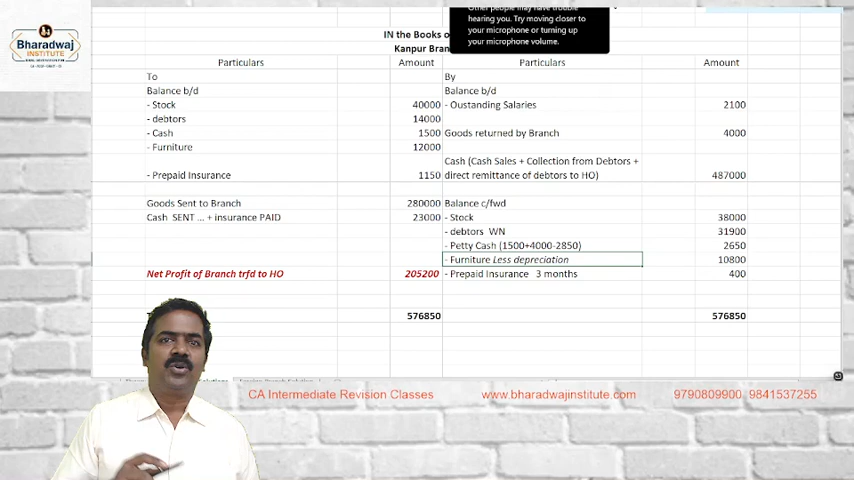 Bharadwaj
INSTITUTE
Other people may have trouble
hearing you. Try moving closer to
your microphone or turning up
your microphone volume.
IN the Books o
Kanpur Bran
Particulars Amount Particulars Amount
To By
Balance b/d Balance b/d
- Stock 40000 - Oustanding Salaries 2100
- debtors 14000
- Cash 1500 Goods returned by Branch 4000
- Furniture 12000
Cash (Cash Sales + Collection from Debtors +
- Prepaid Insurance 1150 direct remittance of debtors to HO) 487000
Goods Sent to Branch 280000 Balance c/fwd
Cash SENT ... + insurance PAID 23000 - Stock 38000
- debtors WN 31900
- Petty Cash (1500+4000-2850) 2650
- Furniture Less depreciation 10800
Net Profit of Branch trfd to HO 205200 - Prepaid Insurance 3 months 400
576850 576850
CA Intermediate Revision Classes www.bharadwajinstitute.com 9790809900 9841537255